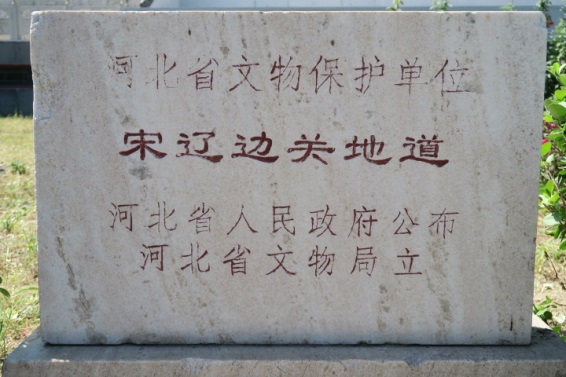 河北省文物保护单位
宋辽边关地道
河北省人民政府公布
河北省文物局立